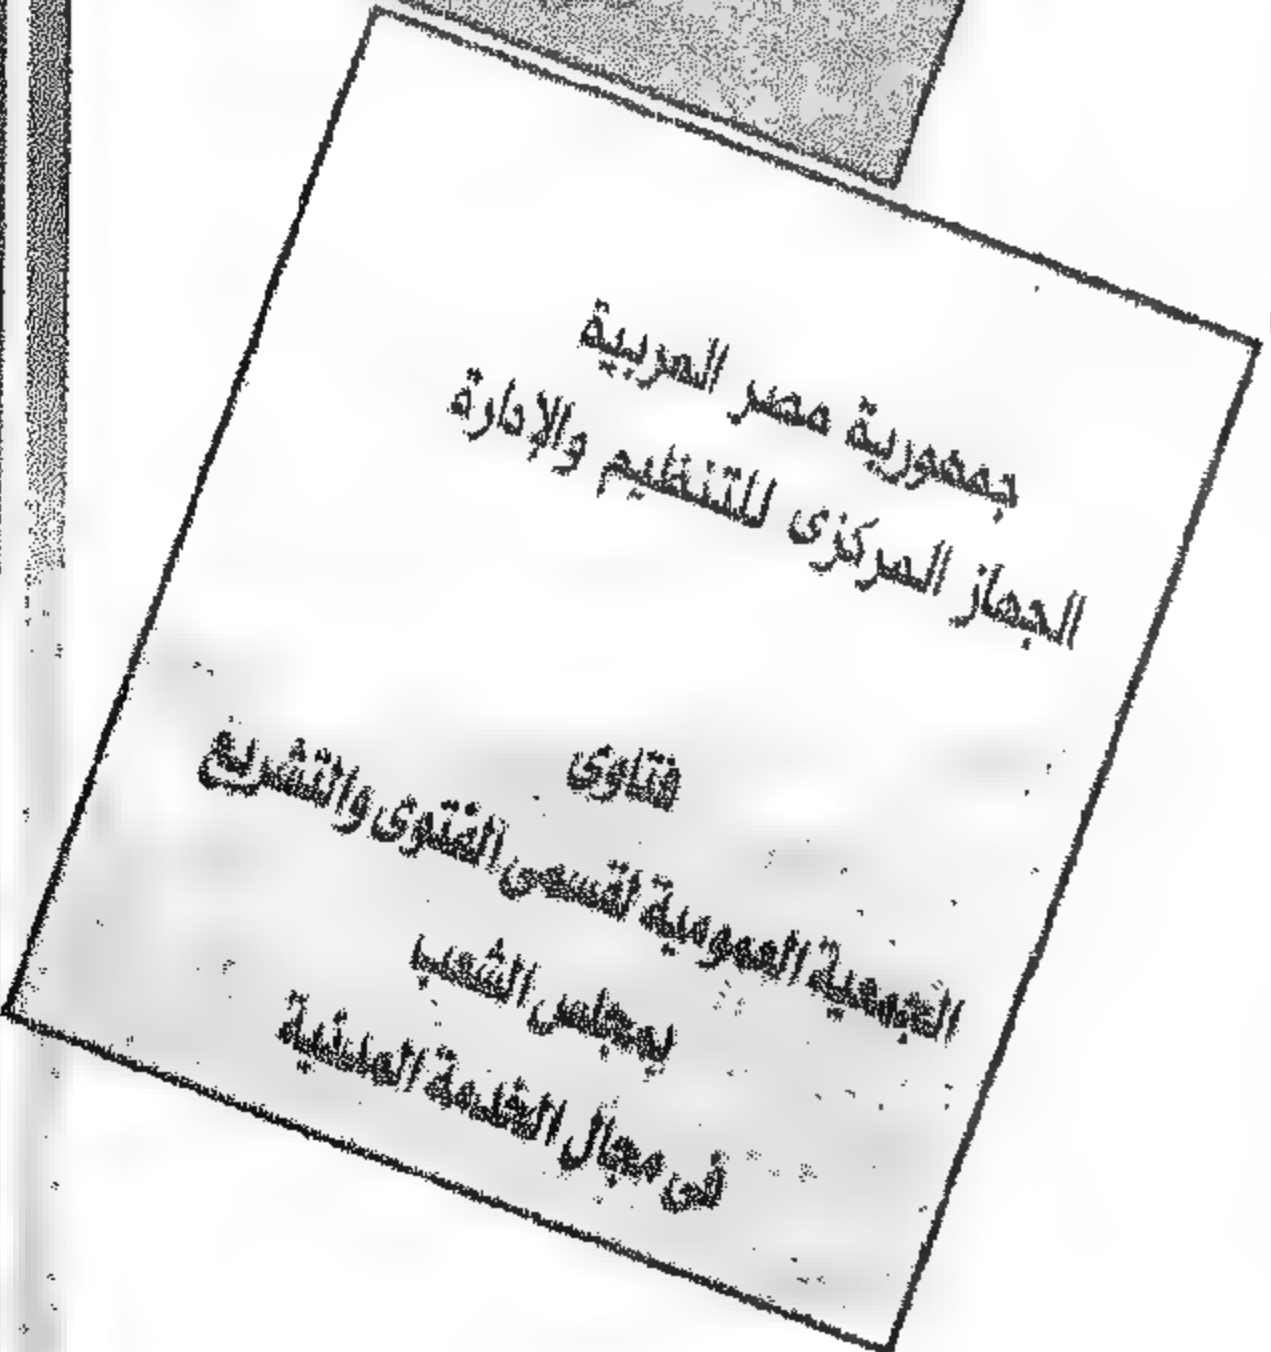 جمهورية مصر العربية
الجهاز المركزى للتنظيم والإدارة
فتاوى
الجمعية العمومية لقسمى الفتوى والتشريع
بمجلس الشعب
فى مجال الخدمة المدنية